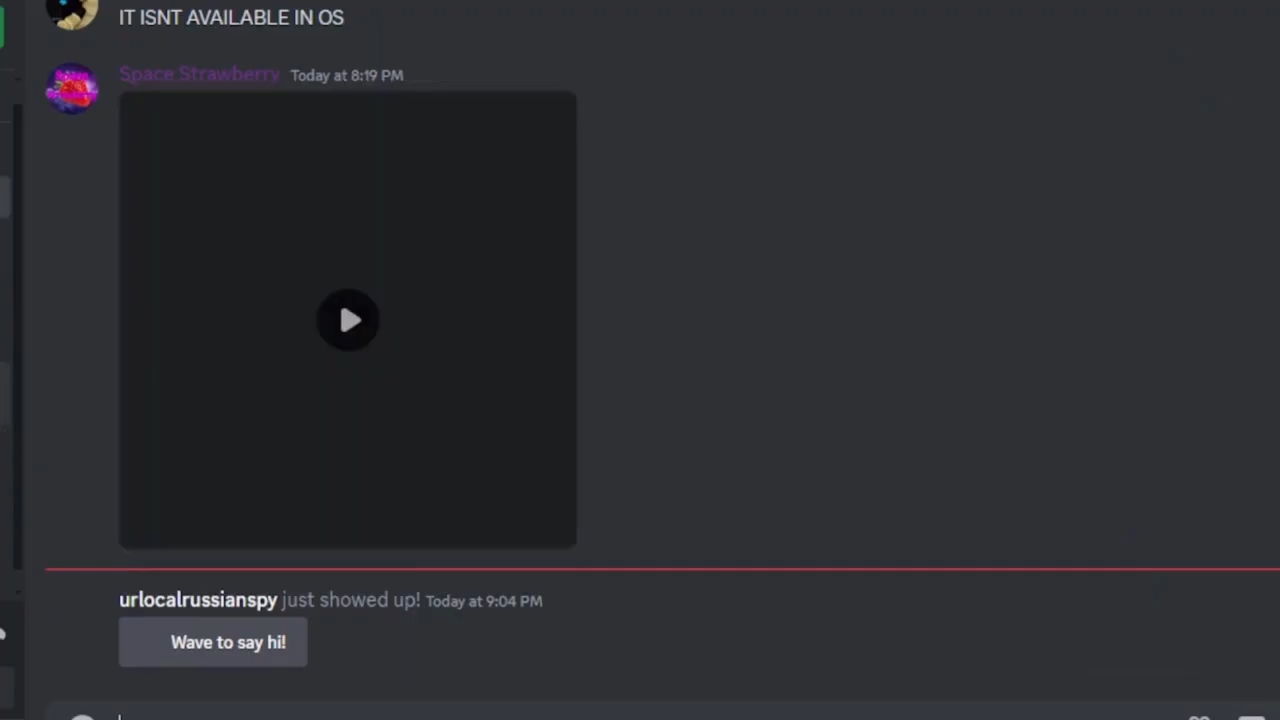 IT ISNT AVAILABLE IN OS
Space Strawberry Today at 8:19 PM
urlocalrussianspy just showed up! Today at 9:04 PM
Wave to say hi!